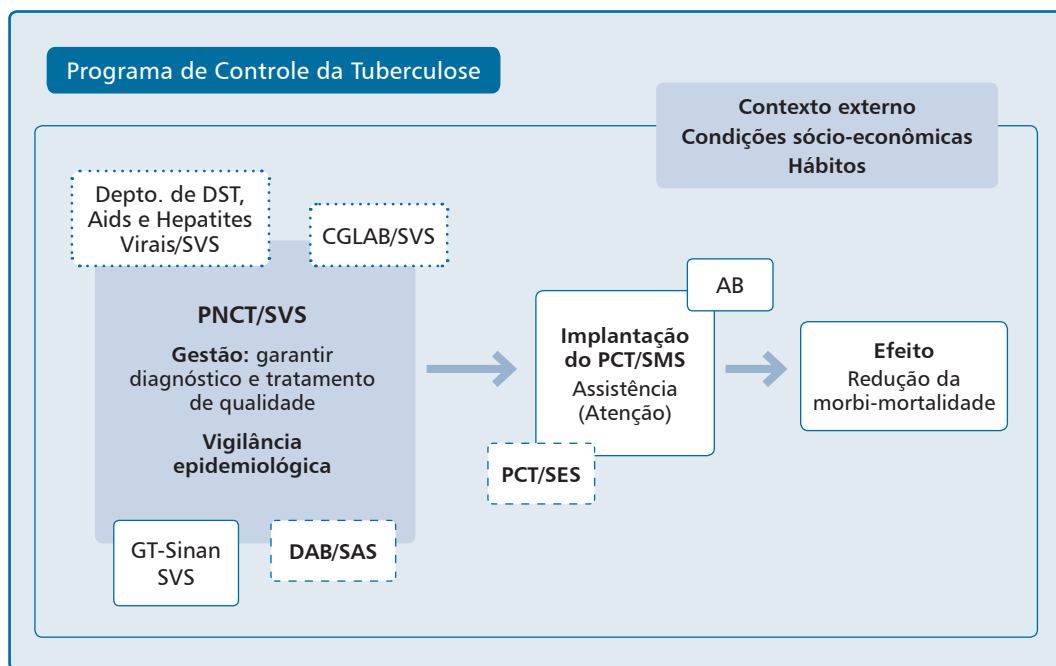 Programa de Controle da Tuberculose
Contexto externo
Condições sócio-econômicas
Hábitos
Depto. de DST,
Aids e Hepatites
Virais/SVS
CGLAB/SVS
PNCT/SVS
Gestão: garantir
diagnóstico e tratamento
de qualidade
Vigilância
epidemiológica
GT-Sinan
SVS
DAB/SAS
AB
Implantação
do PCT/SMS
Assistência
(Atenção)
PCT/SES
Efeito
Redução da
morbi-mortalidade